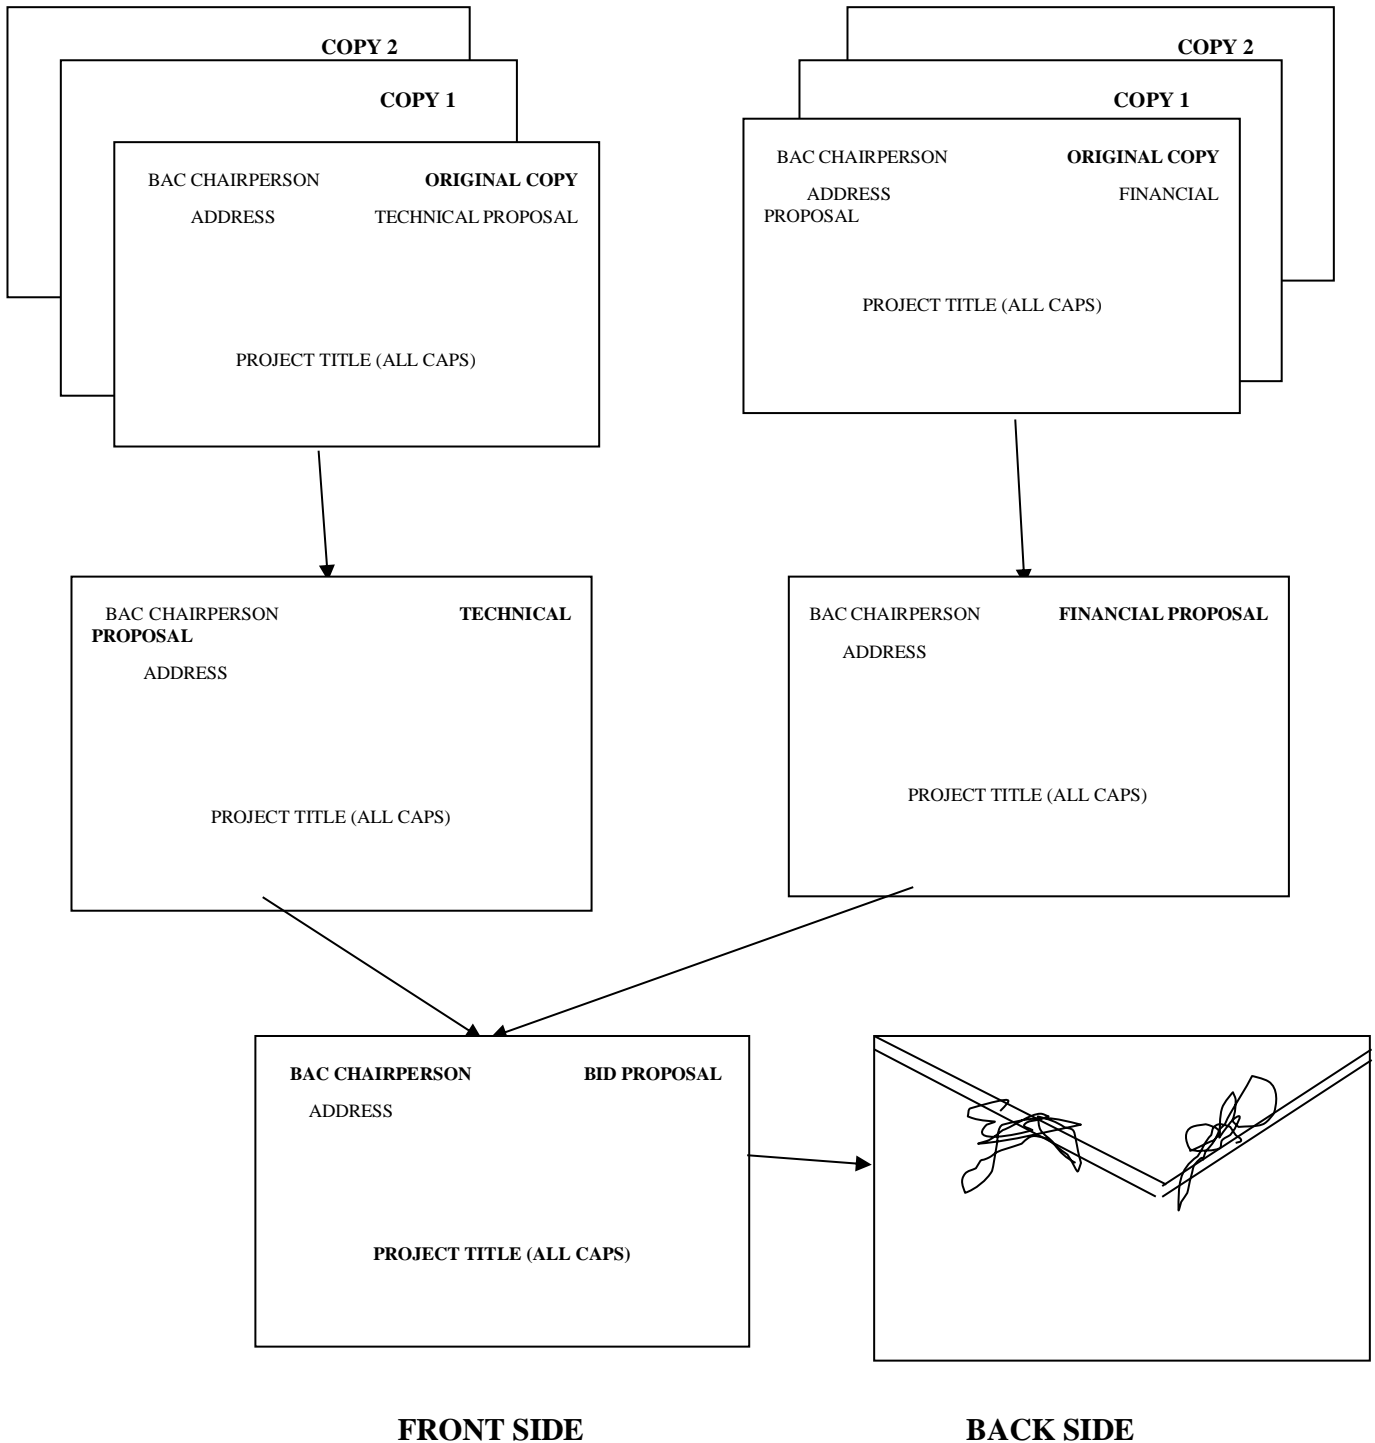 COPY 2
COPY 1
BAC CHAIRPERSON ORIGINAL COPY
ADDRESS TECHNICAL PROPOSAL
PROJECT TITLE (ALL CAPS)
COPY 2
COPY 1
BAC CHAIRPERSON ORIGINAL COPY
ADDRESS FINANCIAL
PROPOSAL
PROJECT TITLE (ALL CAPS)
BAC CHAIRPERSON TECHNICAL
PROPOSAL
ADDRESS
PROJECT TITLE (ALL CAPS)
BAC CHAIRPERSON FINANCIAL PROPOSAL
ADDRESS
PROJECT TITLE (ALL CAPS)
BAC CHAIRPERSON BID PROPOSAL
ADDRESS
PROJECT TITLE (ALL CAPS)
FRONT SIDE
BACK SIDE